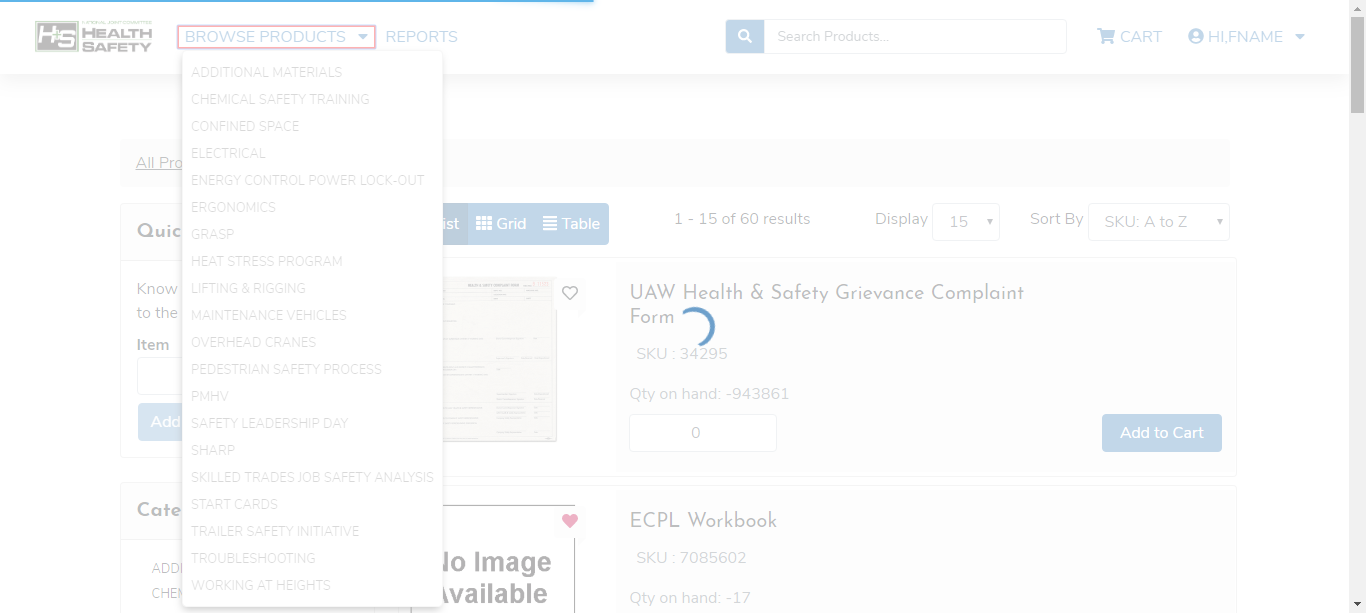 HEALTH
H+S
SAFETY
BROWSE PRODUCTS
REPORTS
Search Products...
CART
HI,FNAME
ADDITIONAL MATERIALS
CHEMICAL SAFETY TRAINING
CONFINED SPACE
ELECTRICAL
ENERGY CONTROL POWER LOCK-OUT
ERGONOMICS
GRASP
HEAT STRESS PROGRAM
LIFTING & RIGGING
MAINTENANCE VEHICLES
OVERHEAD CRANES
PEDESTRIAN SAFETY PROCESS
PMHV
SAFETY LEADERSHIP DAY
SHARP
SKILLED TRADES JOB SAFETY ANALYSIS
START CARDS
TRAILER SAFETY INITIATIVE
TROUBLESHOOTING
WORKING AT HEIGHTS
All Pro
Quic
Know
to the
Item
Add
Cate
ADDI
CHEM
ist
Grid
Table
1 - 15 of 60 results
Display
15
Sort By
SKU: A to Z
UAW Health & Safety Grievance Complaint
Form
SKU : 34295
Qty on hand: -943861
0
Add to Cart
No Image
Available
ECPL Workbook
SKU : 7085602
Qty on hand: -17